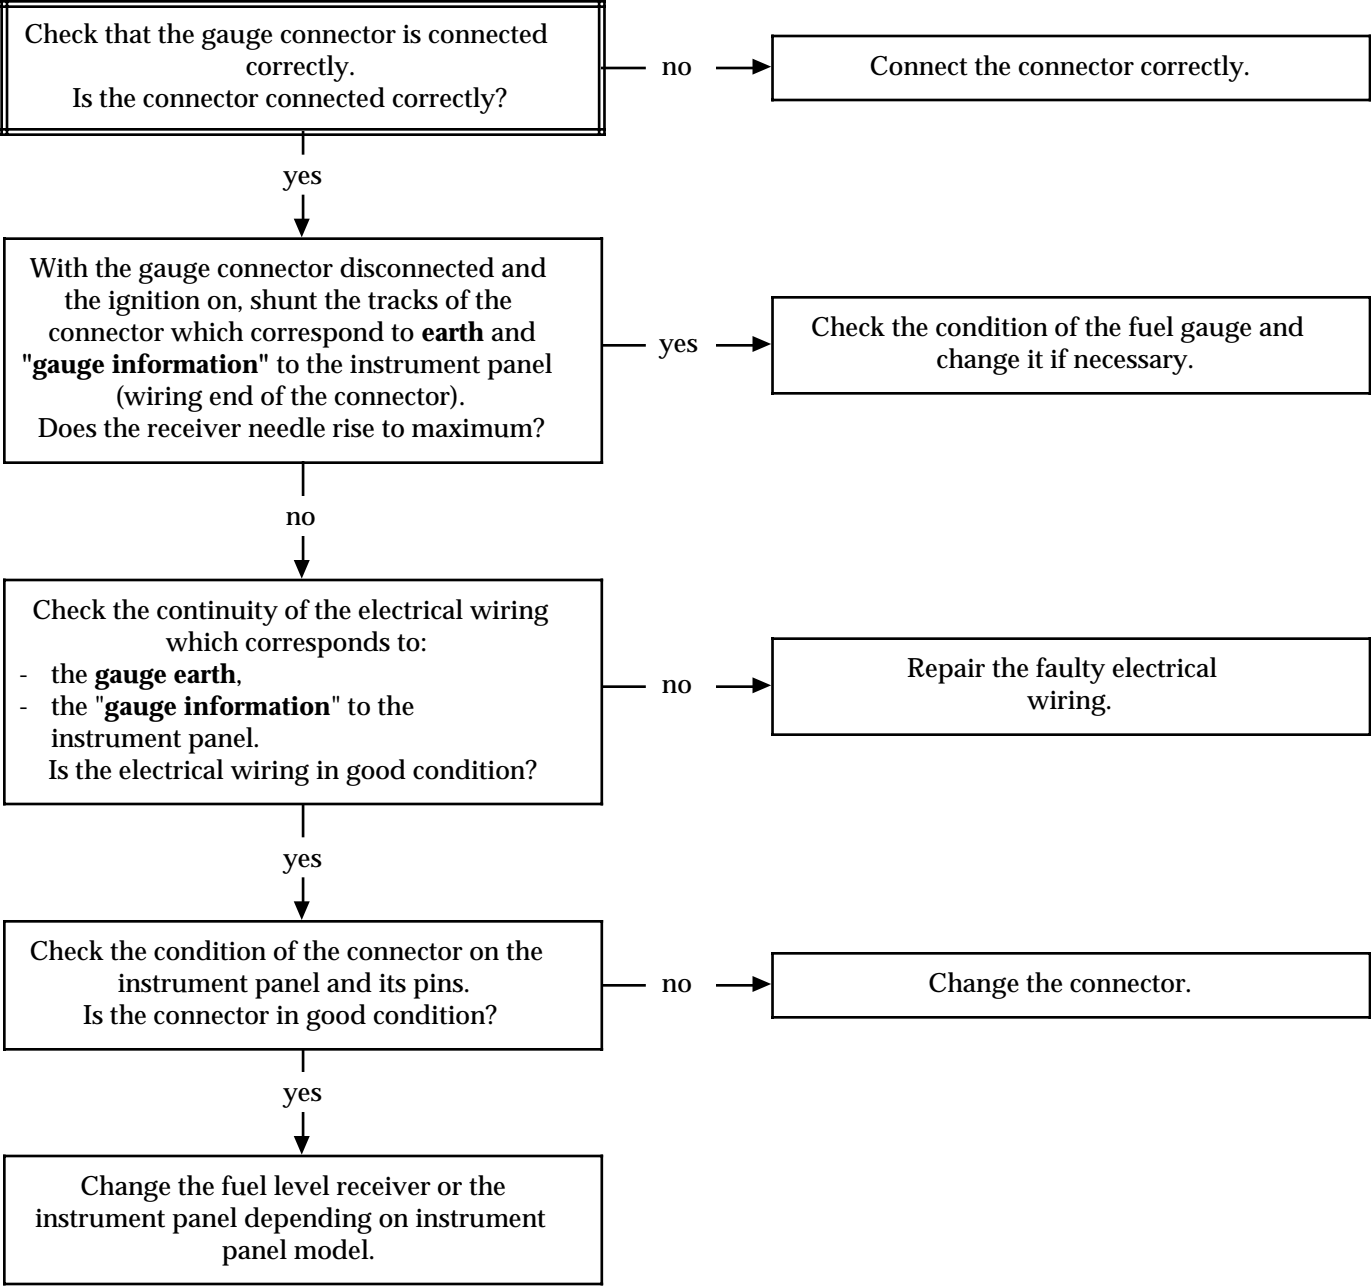 Check that the gauge connector is connected
correctly.
Is the connector connected correctly?
no
Connect the connector correctly.
yes
With the gauge connector disconnected and
the ignition on, shunt the tracks of the
connector which correspond to earth and
"gauge information" to the instrument panel
(wiring end of the connector).
Does the receiver needle rise to maximum?
yes
Check the condition of the fuel gauge and
change it if necessary.
no
Check the continuity of the electrical wiring
which corresponds to:
- the gauge earth,
- the "gauge information" to the
instrument panel.
Is the electrical wiring in good condition?
no
Repair the faulty electrical
wiring.
yes
Check the condition of the connector on the
instrument panel and its pins.
Is the connector in good condition?
no
Change the connector.
yes
Change the fuel level receiver or the
instrument panel depending on instrument
panel model.